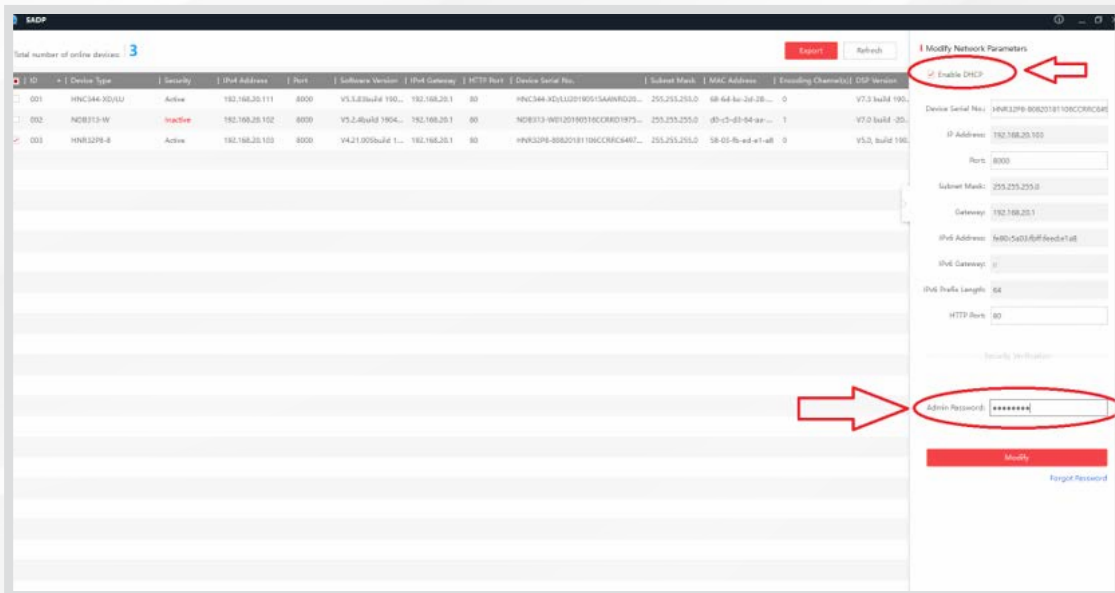 SADP
Total number of online devices: 3
Export
Refresh
ID | Device Type | Security | IPv4 Address | Port | Software Version | IPv4 Gateway | HTTP Port | Device Serial No. | Subnet Mask | MAC Address | Encoding Channel(s) | DSP Version
001 HNC344-XD/LU Active 192.168.20.111 8000 192.168.20.1 80 255.255.255.0 0
002 NOB313-W Inactive 192.168.20.102 8000 192.168.20.1 80 255.255.255.0 1
003 HNR32P8-8 Active 192.168.20.103 8000 192.168.20.1 80 255.255.255.0 58-03-fb-ed-e1-a8 0
Modify Network Parameters
Enable DHCP
Device Serial No.:
IP Address: 192.168.20.103
Port: 8000
Subnet Mask: 255.255.255.0
Gateway: 192.168.20.1
IPv6 Address:
IPv6 Gateway: ::
IPv6 Prefix Length: 64
HTTP Port: 80
Security Verification
Admin Password: ●●●●●●●●
Modify
Forgot Password